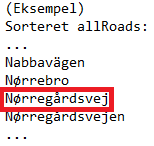 (Eksempel)
Sorteret allRoads:
...
Nabbavägen
Nørrebro
Nørregårdsvej
Nørregårdsvejen
...